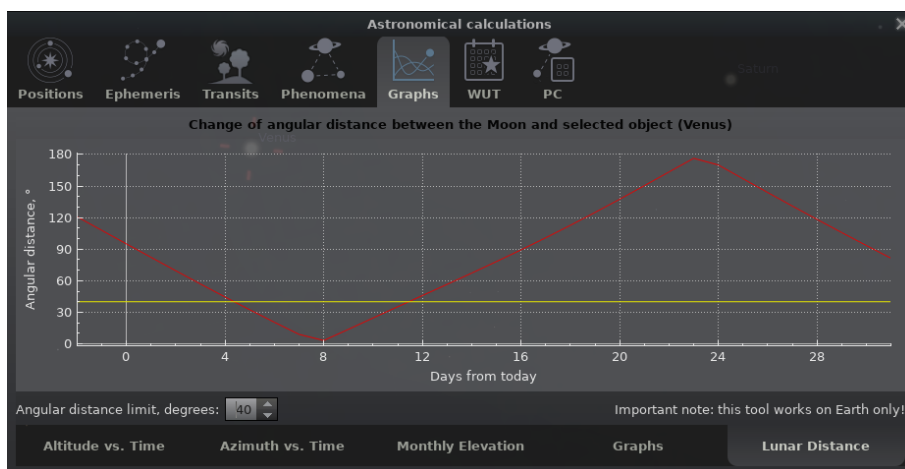 Astronomical calculations
Positions Ephemeris Transits Phenomena Graphs WUT PC
Saturn
Change of angular distance between the Moon and selected object (Venus)
Venus
Angular distance, °
180
150
120
90
60
30
0
0 4 8 12 16 20 24 28
Days from today
Angular distance limit, degrees: 40 Important note: this tool works on Earth only!
Altitude vs. Time Azimuth vs. Time Monthly Elevation Graphs Lunar Distance